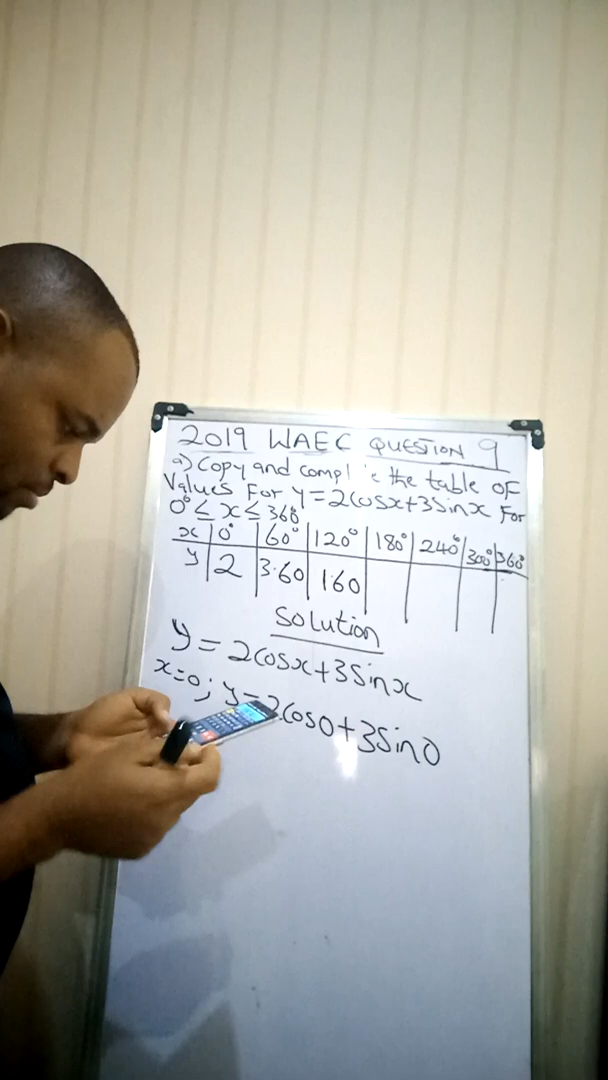 2019 WAEC QUESTION 9
a) Copy and compl e the table of
Values For y=2cosx+3sinx For
0° ≤ x ≤ 360
x 0° 60° 120° 180° 240° 300° 360°
y 2 3.60 1.60
Solution
y = 2cosx+3sinx
x=0; y=2cos0+3sin0